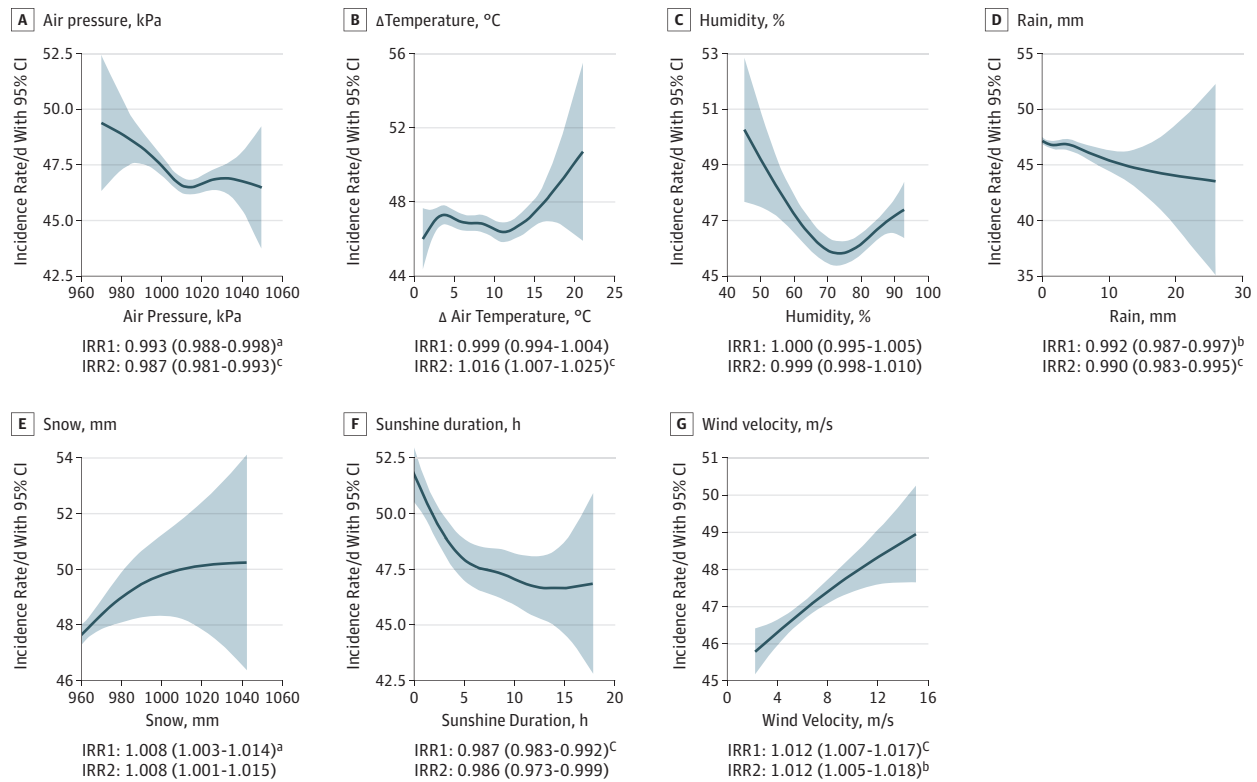 A Air pressure, kPa
Incidence Rate/d With 95% CI
52.5
50.0
47.5
45.0
42.5
960 980 1000 1020 1040 1060
Air Pressure, kPa
IRR1: 0.993 (0.988-0.998)a
IRR2: 0.987 (0.981-0.993)c
B ΔTemperature, °C
Incidence Rate/d With 95% CI
56
52
48
44
0 5 10 15 20 25
Δ Air Temperature, °C
IRR1: 0.999 (0.994-1.004)
IRR2: 1.016 (1.007-1.025)c
C Humidity, %
Incidence Rate/d With 95% CI
53
51
49
47
45
40 50 60 70 80 90 100
Humidity, %
IRR1: 1.000 (0.995-1.005)
IRR2: 0.999 (0.998-1.010)
D Rain, mm
Incidence Rate/d With 95% CI
55
50
45
40
35
0 10 20 30
Rain, mm
IRR1: 0.992 (0.987-0.997)b
IRR2: 0.990 (0.983-0.995)c
E Snow, mm
Incidence Rate/d With 95% CI
54
52
50
48
46
960 980 1000 1020 1040 1060
Snow, mm
IRR1: 1.008 (1.003-1.014)a
IRR2: 1.008 (1.001-1.015)
F Sunshine duration, h
Incidence Rate/d With 95% CI
52.5
50.0
47.5
45.0
42.5
0 5 10 15 20
Sunshine Duration, h
IRR1: 0.987 (0.983-0.992)C
IRR2: 0.986 (0.973-0.999)
G Wind velocity, m/s
Incidence Rate/d With 95% CI
51
50
49
48
47
46
45
0 4 8 12 16
Wind Velocity, m/s
IRR1: 1.012 (1.007-1.017)C
IRR2: 1.012 (1.005-1.018)b